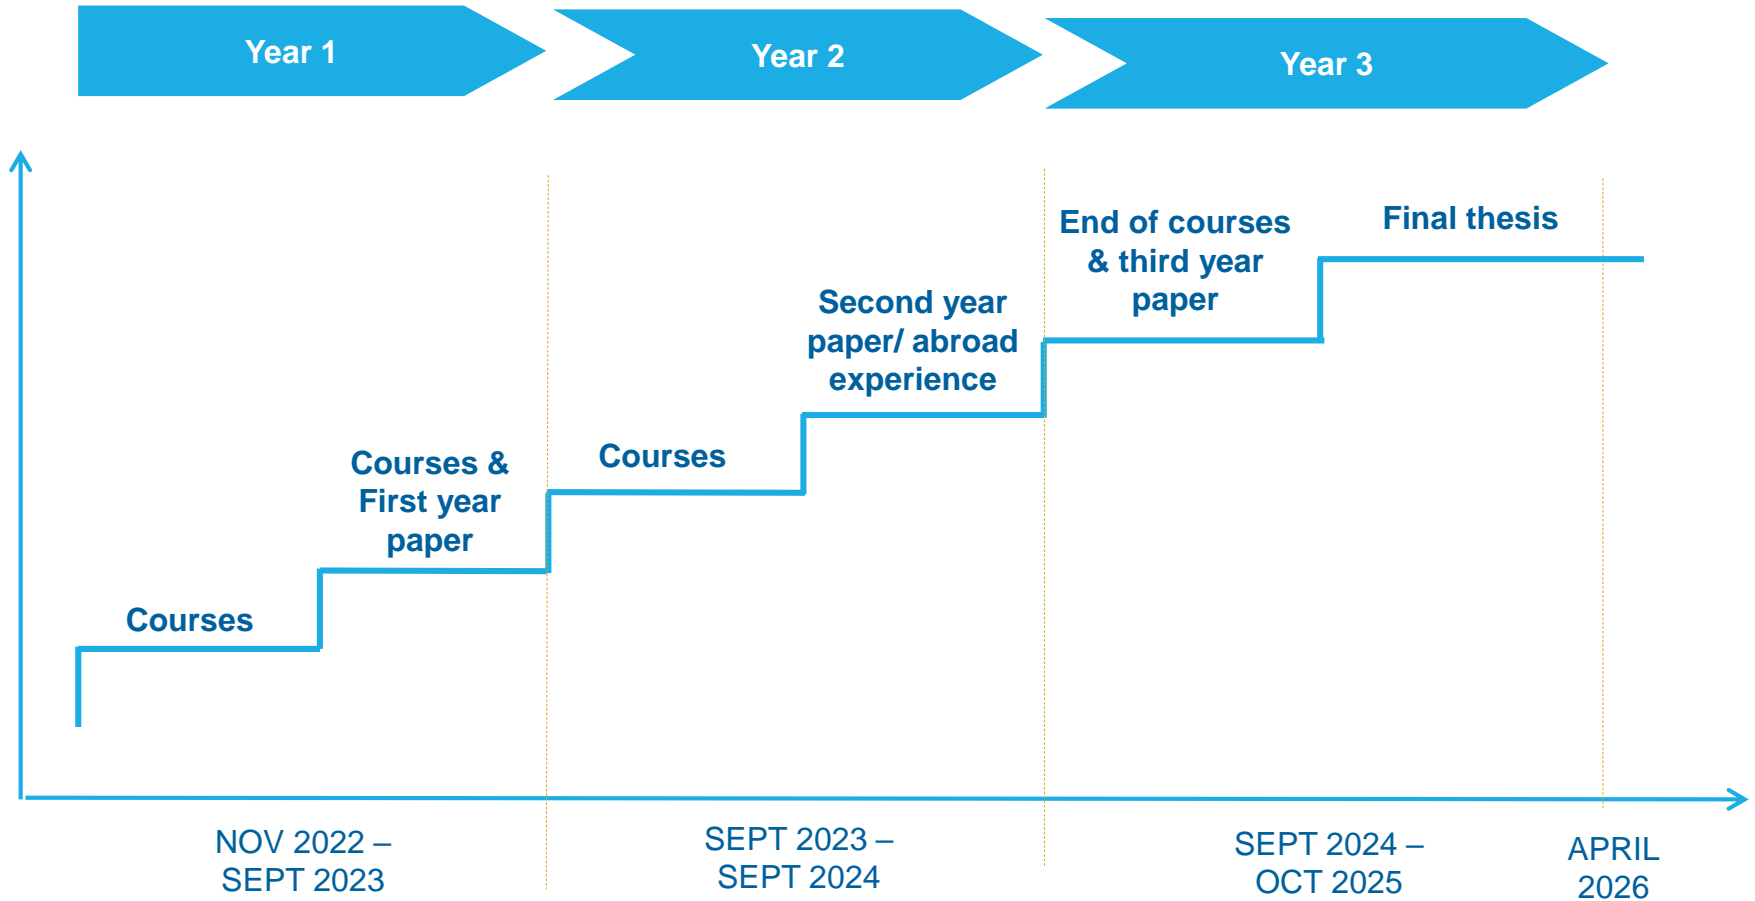 Year 1
Year 2
Year 3
Courses
Courses &
First year
paper
Courses
Second year
paper/ abroad
experience
End of courses
& third year
paper
Final thesis
NOV 2022 –
SEPT 2023
SEPT 2023 –
SEPT 2024
SEPT 2024 –
OCT 2025
APRIL
2026